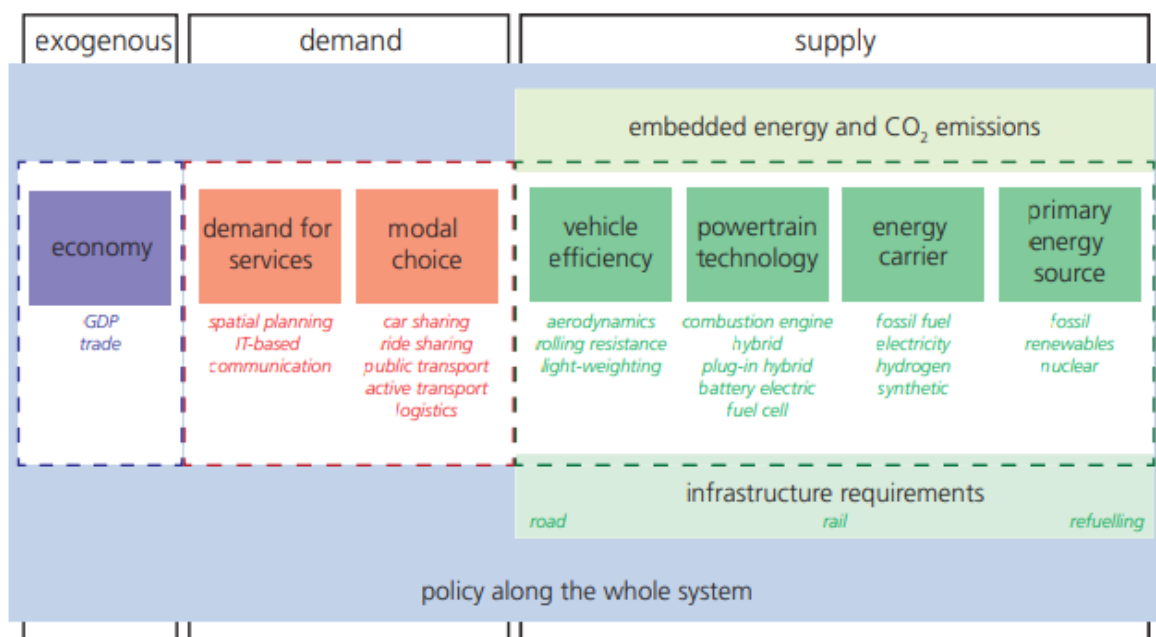 exogenous
demand
supply
embedded energy and CO₂ emissions
economy
GDP
trade
demand for
services
spatial planning
IT-based
communication
modal
choice
car sharing
ride sharing
public transport
active transport
logistics
vehicle
efficiency
aerodynamics
rolling resistance
light-weighting
powertrain
technology
combustion engine
hybrid
plug-in hybrid
battery electric
fuel cell
energy
carrier
fossil fuel
electricity
hydrogen
synthetic
primary
energy
source
fossil
renewables
nuclear
infrastructure requirements
road
rail
refuelling
policy along the whole system